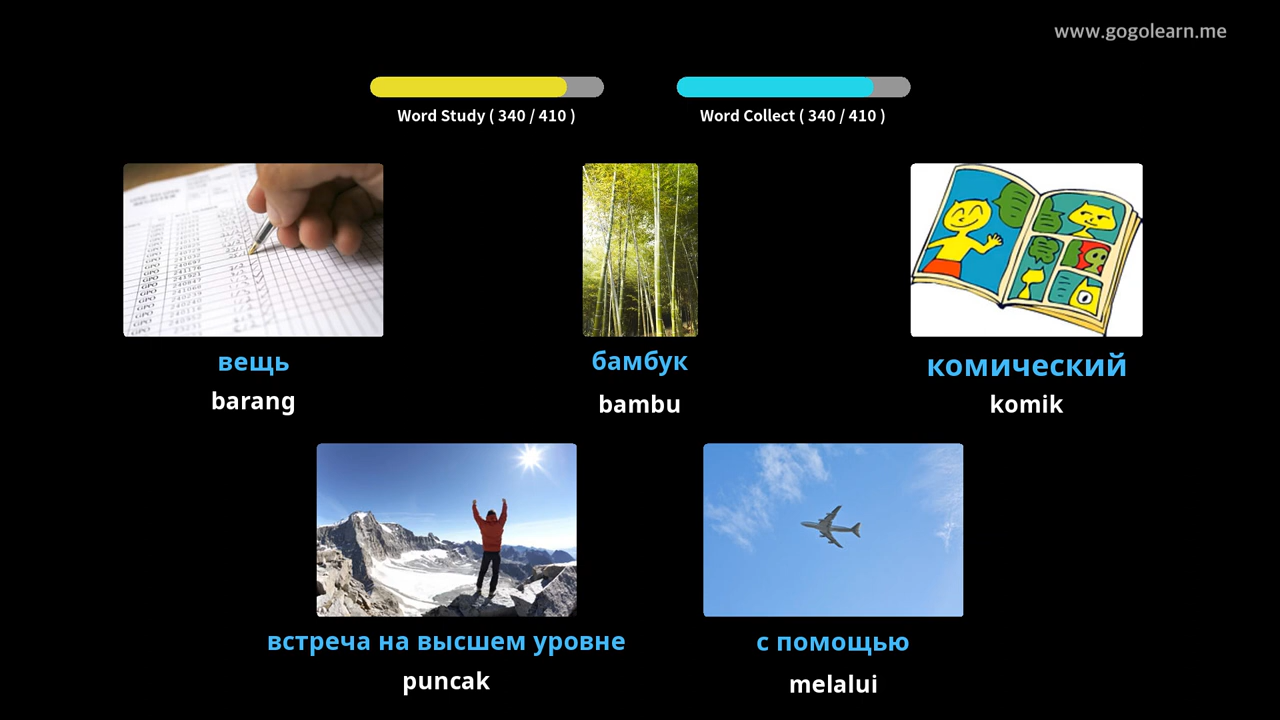 www.gogolearn.me
Word Study ( 340 / 410 )
Word Collect ( 340 / 410 )
вещь
barang
бамбук
bambu
комический
komik
встреча на высшем уровне
puncak
с помощью
melalui